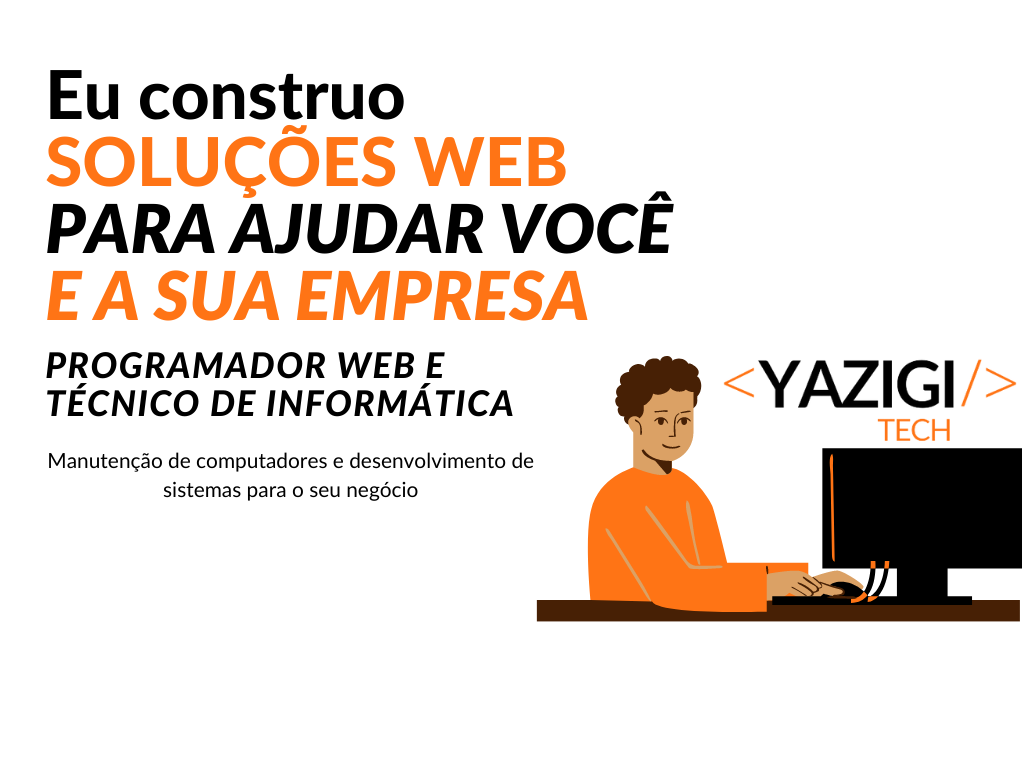 Eu construo
SOLUÇÕES WEB
PARA AJUDAR VOCÊ
E A SUA EMPRESA
PROGRAMADOR WEB E
TÉCNICO DE INFORMÁTICA
Manutenção de computadores e desenvolvimento de
sistemas para o seu negócio
<YAZIGI/>
TECH